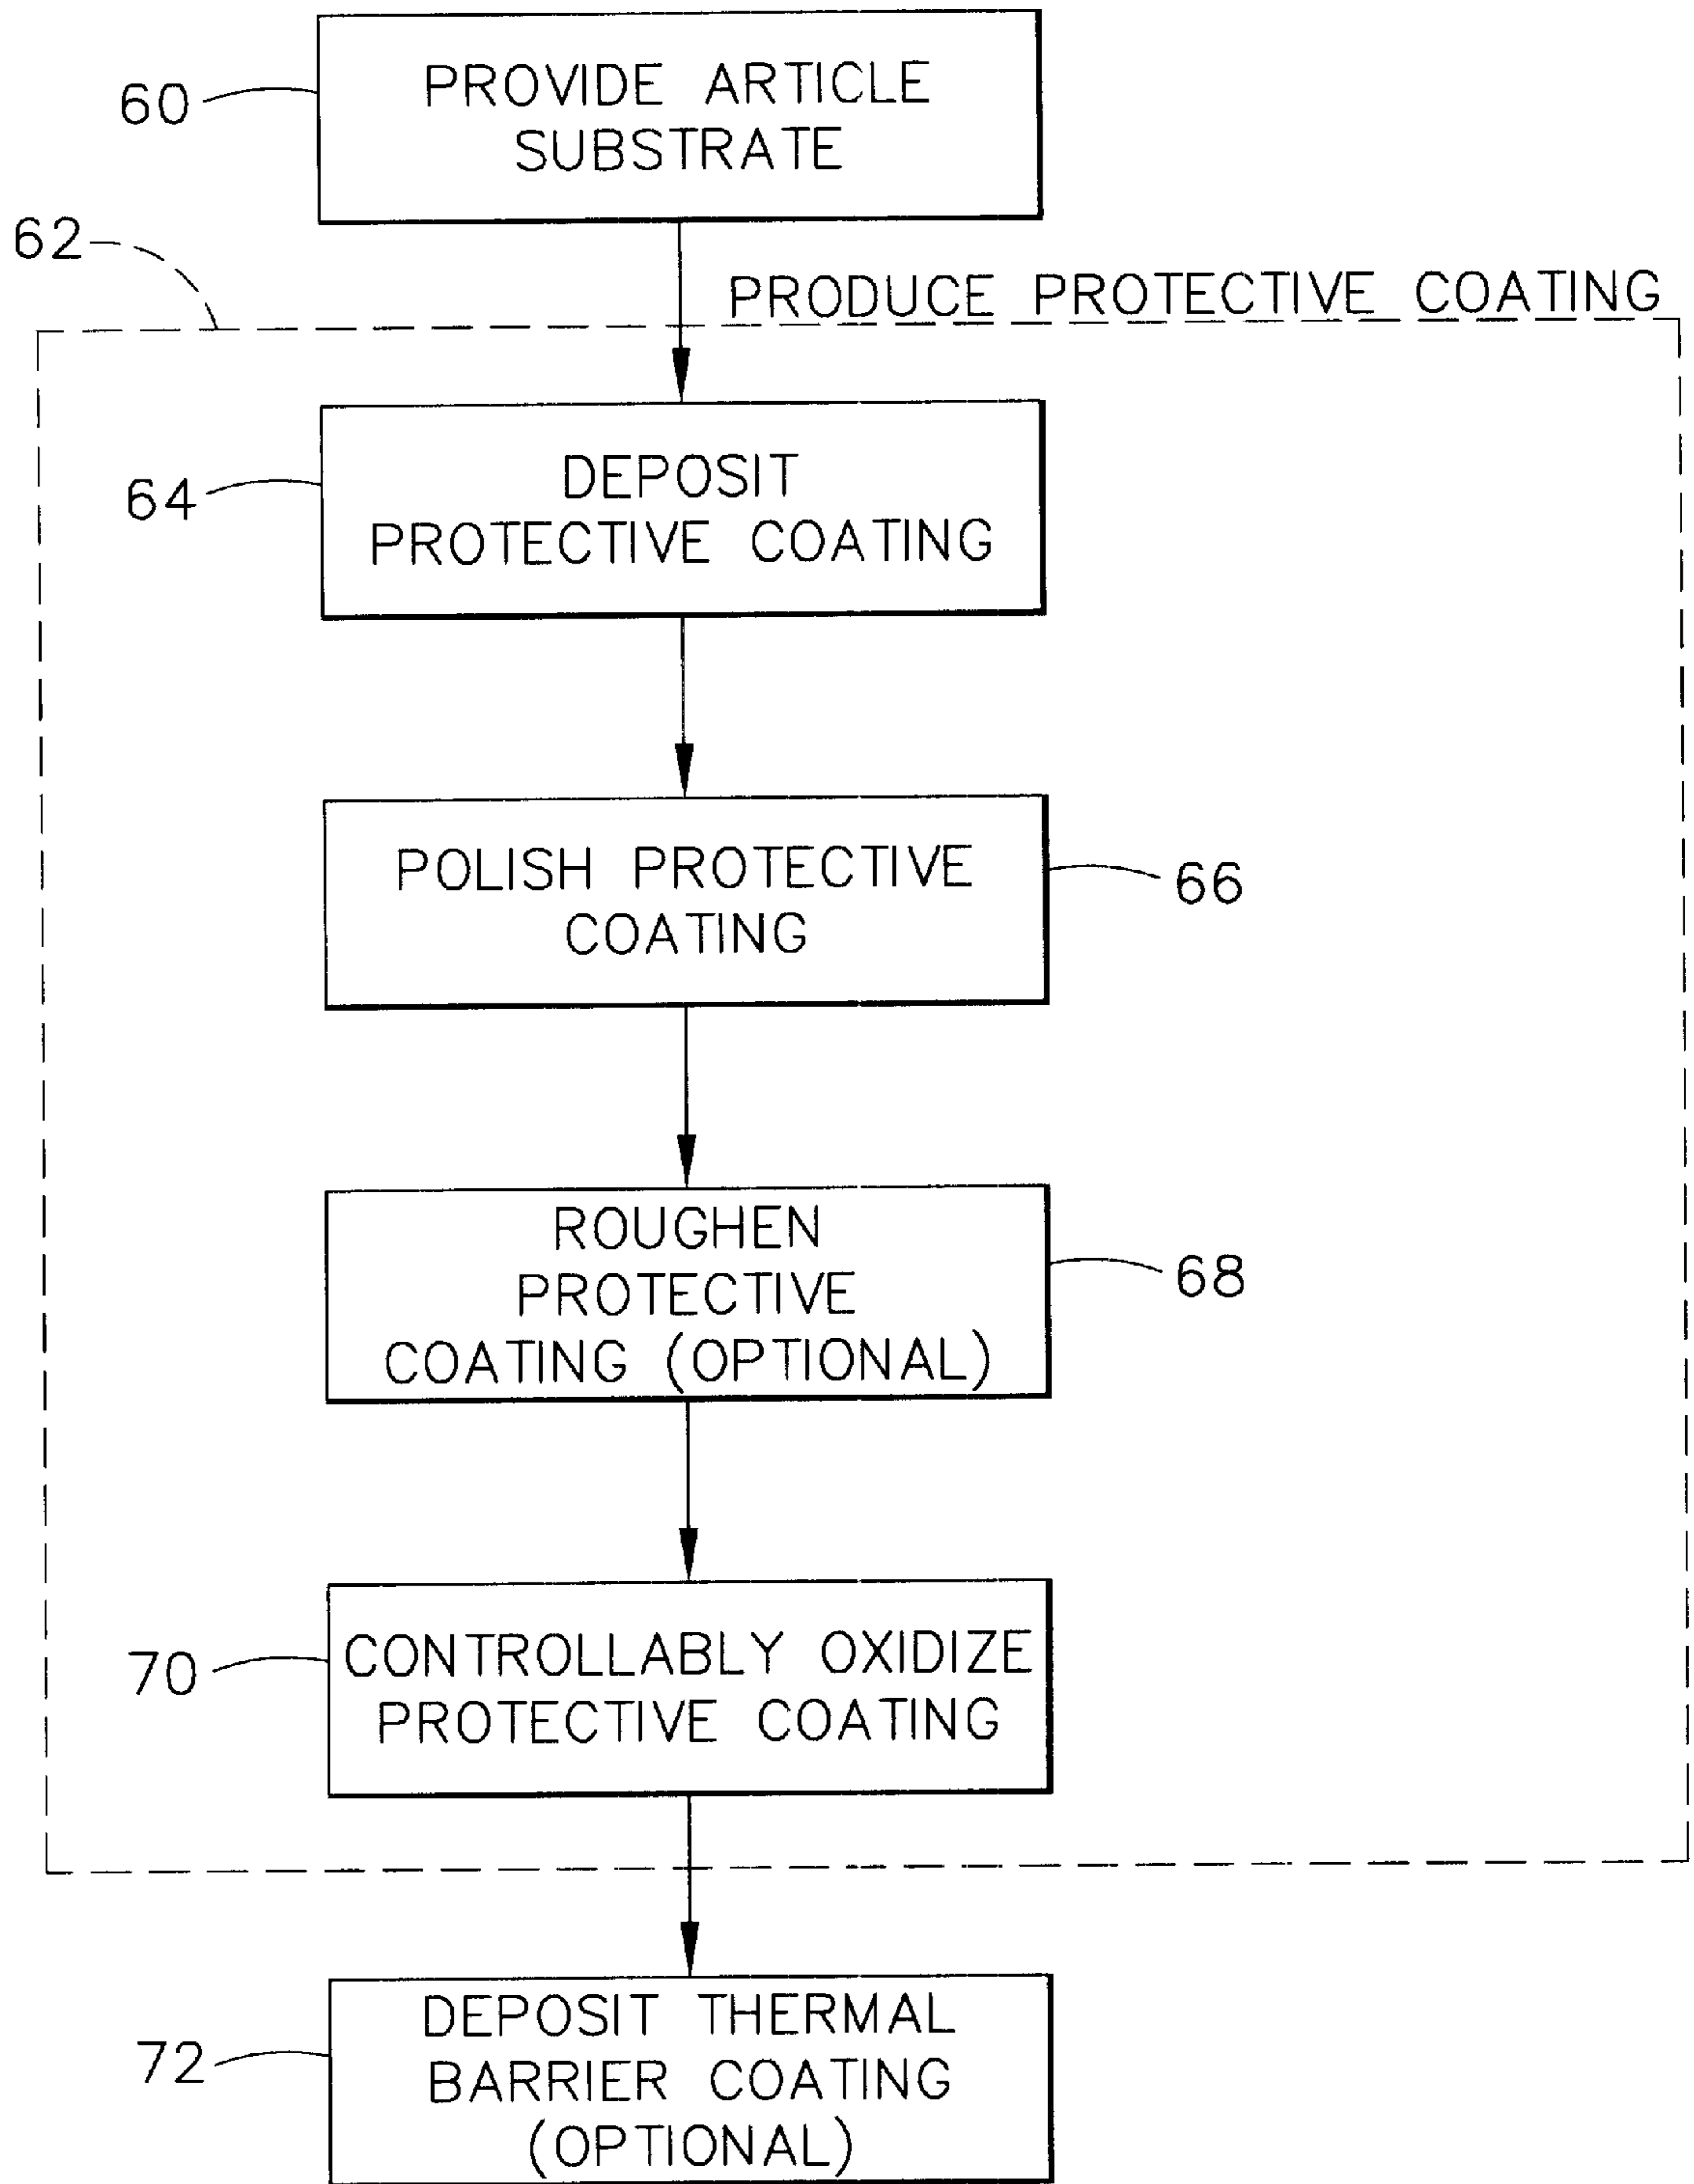 60
PROVIDE ARTICLE
SUBSTRATE
62
PRODUCE PROTECTIVE COATING
64
DEPOSIT
PROTECTIVE COATING
POLISH PROTECTIVE
COATING
66
ROUGHEN
PROTECTIVE
COATING (OPTIONAL)
68
70
CONTROLLABLY OXIDIZE
PROTECTIVE COATING
72
DEPOSIT THERMAL
BARRIER COATING
(OPTIONAL)